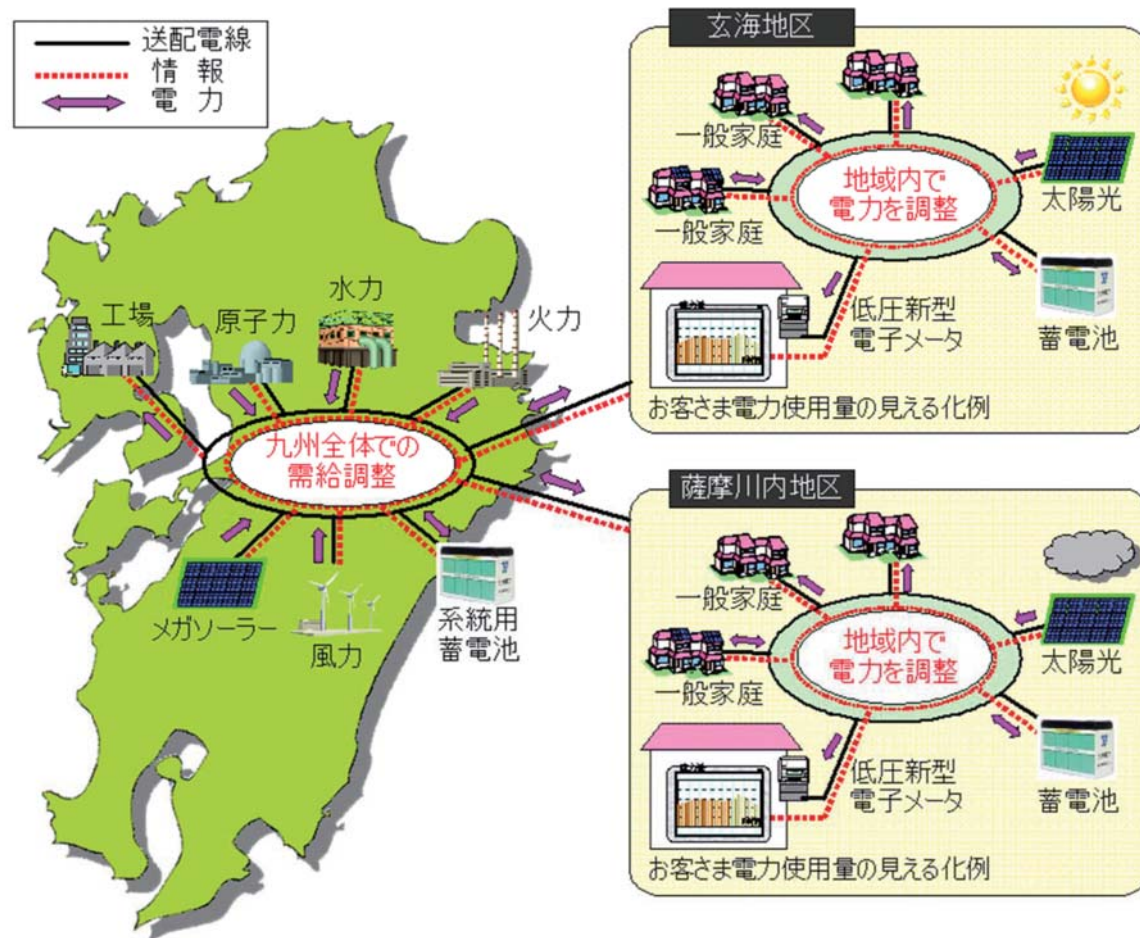 送配電線
情 報
電 力
工場
原子力
水力
火力
九州全体での
需給調整
メガソーラー
風力
系統用
蓄電池
玄海地区
一般家庭
一般家庭
地域内で
電力を調整
太陽光
蓄電池
低圧新型
電子メータ
お客さま電力使用量の見える化例
薩摩川内地区
一般家庭
一般家庭
地域内で
電力を調整
太陽光
蓄電池
低圧新型
電子メータ
お客さま電力使用量の見える化例